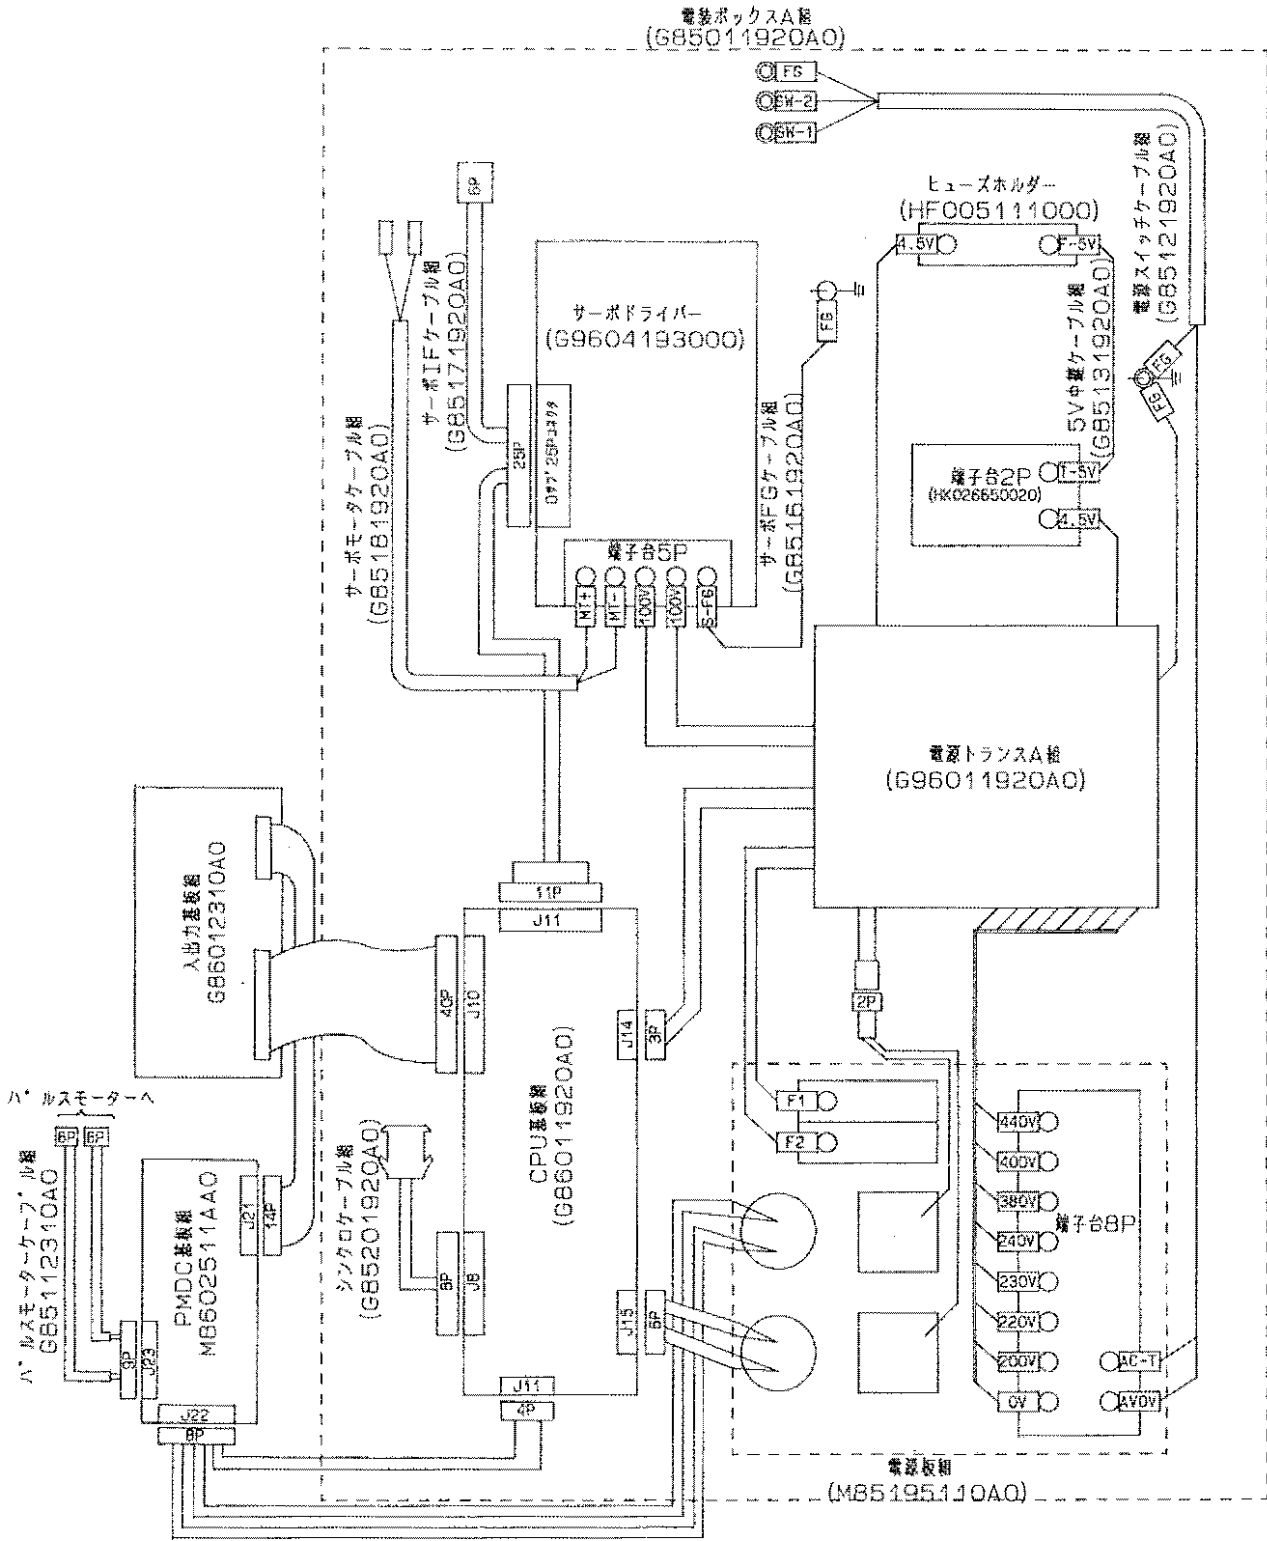 電装ボックスA組
(G85011920A0)
FG
SW-2
SW-1
6P
ヒューズホルダー
(HF005111000)
4.5V
F-5V
電源スイッチケーブル組
(G85121920A0)
サーボIFケーブル組
(G85171920A0)
サーボドライバー
(G9604193000)
FG
5V中継ケーブル組
(G85131920A0)
FG
FG
サーボモータケーブル組
(G85181920A0)
25P
サーボFGケーブル組
(G85161920A0)
端子台2P
(HK026650020)
T-5V
4.5V
端子台5P
MT+
MT-
100V
100V
S-FG
電源トランスA組
(G96011920A0)
入出力基板組
G86012310A0
11P
J11
40P
J10
J14
3P
2P
CPU基板組
(G86011920A0)
パルスモーターへ
6P
6P
パルスモーターケーブル組
G85112310A0
PMDC基板組
M8602511AA0
J21
14P
シンクロケーブル組
(G85201920A0)
8P
J8
F1
F2
440V
400V
380V
240V
230V
220V
200V
0V
端子台8P
AC-T
AV0V
J15
6P
9P
J23
J22
8P
J11
4P
電源板組
(M85195110A0)